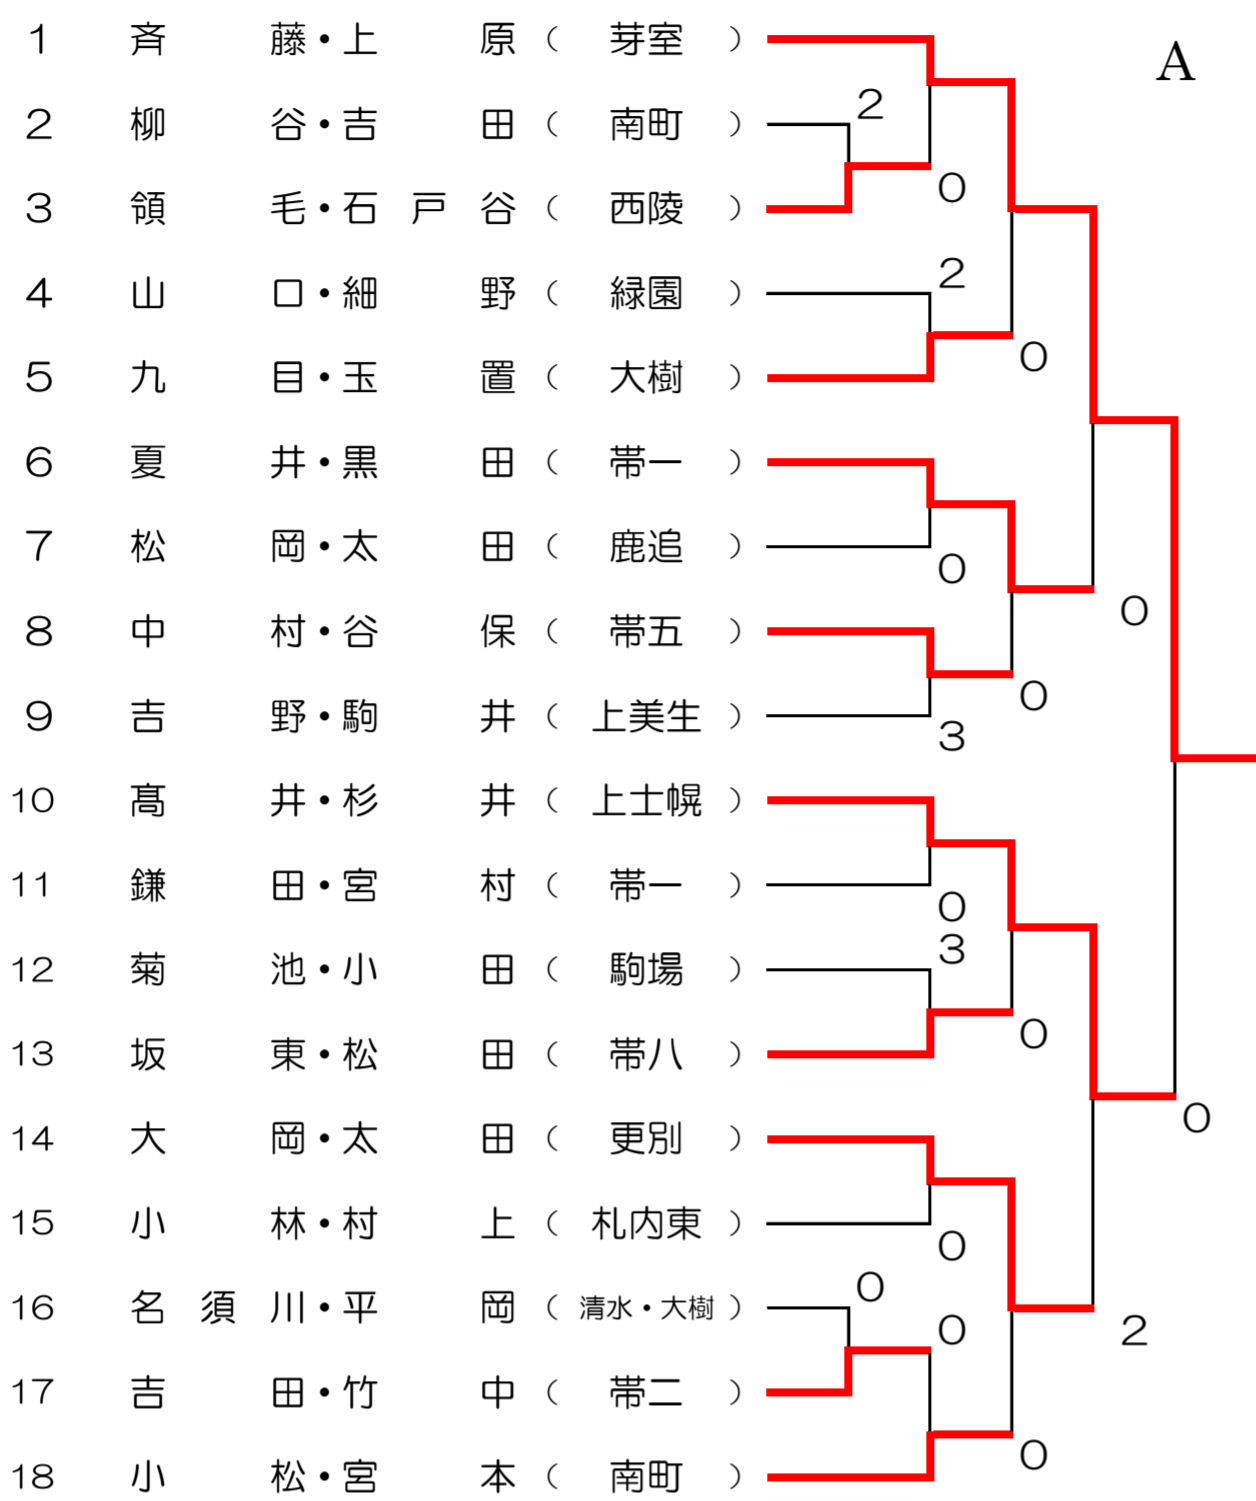 1 斉 藤・上 原 ( 芽室 )
A
2 柳 谷・吉 田 ( 南町 )
2
3 領 毛・石 戸 谷 ( 西陵 )
0
4 山 口・細 野 ( 緑園 )
2
5 九 目・玉 置 ( 大樹 )
0
6 夏 井・黒 田 ( 帯一 )
7 松 岡・太 田 ( 鹿追 )
0
8 中 村・谷 保 ( 帯五 )
0
9 吉 野・駒 井 ( 上美生 )
0
3
10 髙 井・杉 井 ( 上士幌 )
11 鎌 田・宮 村 ( 帯一 )
0
12 菊 池・小 田 ( 駒場 )
3
13 坂 東・松 田 ( 帯八 )
0
14 大 岡・太 田 ( 更別 )
0
15 小 林・村 上 ( 札内東 )
0
16 名 須 川・平 岡 ( 清水・大樹 )
0
0
2
17 吉 田・竹 中 ( 帯二 )
0
18 小 松・宮 本 ( 南町 )